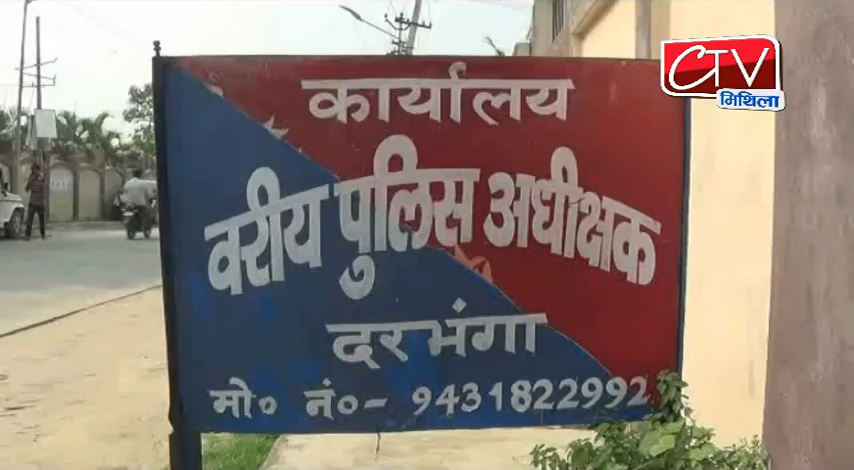 CTV
मिथिला
कार्यालय
वरीय पुलिस अधीक्षक
दरभंगा
मो० नं०- 9431822992